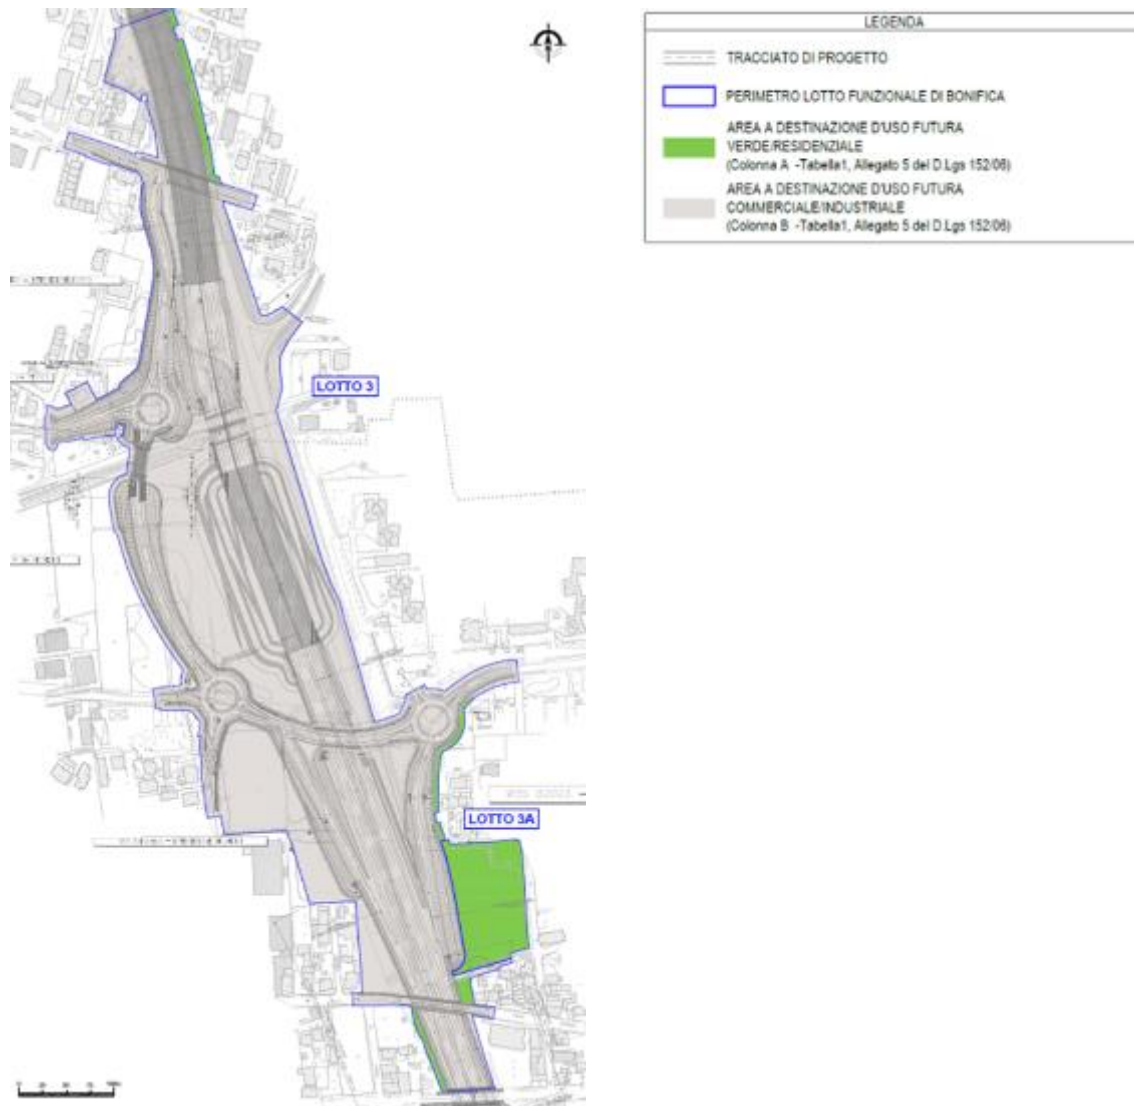 LEGENDA
TRACCIATO DI PROGETTO
PERIMETRO LOTTO FUNZIONALE DI BONIFICA
AREA A DESTINAZIONE D'USO FUTURA
VERDE/RESIDENZIALE
(Colonna A -Tabella1, Allegato 5 del D.Lgs 152/06)
AREA A DESTINAZIONE D'USO FUTURA
COMMERCIALE/INDUSTRIALE
(Colonna B -Tabella1, Allegato 5 del D.Lgs 152/06)
LOTTO 3
LOTTO 3A